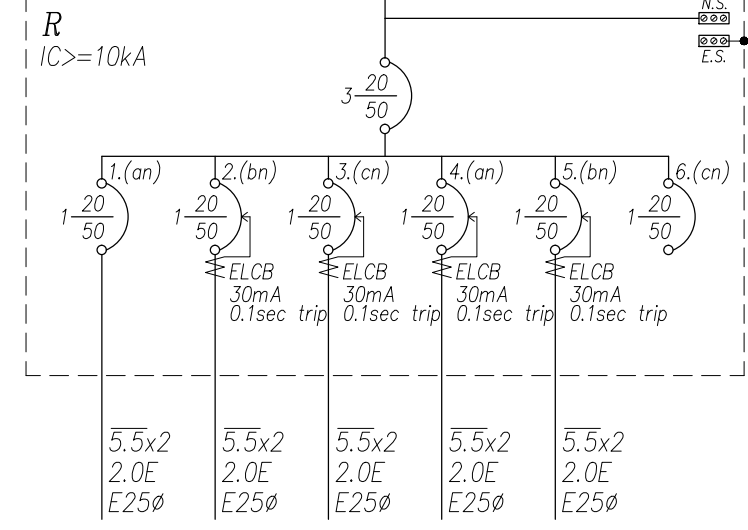 N.S.
R
IC>=10kA
E.S.
3 20
50
1.(an) 2.(bn) 3.(cn) 4.(an) 5.(bn) 6.(cn)
1 20 1 20 1 20 1 20 1 20 1 20
50 50 50 50 50 50
ELCB ELCB ELCB ELCB
30mA 30mA 30mA 30mA
0.1sec trip 0.1sec trip 0.1sec trip 0.1sec trip
5.5x2 5.5x2 5.5x2 5.5x2 5.5x2
2.0E 2.0E 2.0E 2.0E 2.0E
E25ø E25ø E25ø E25ø E25ø